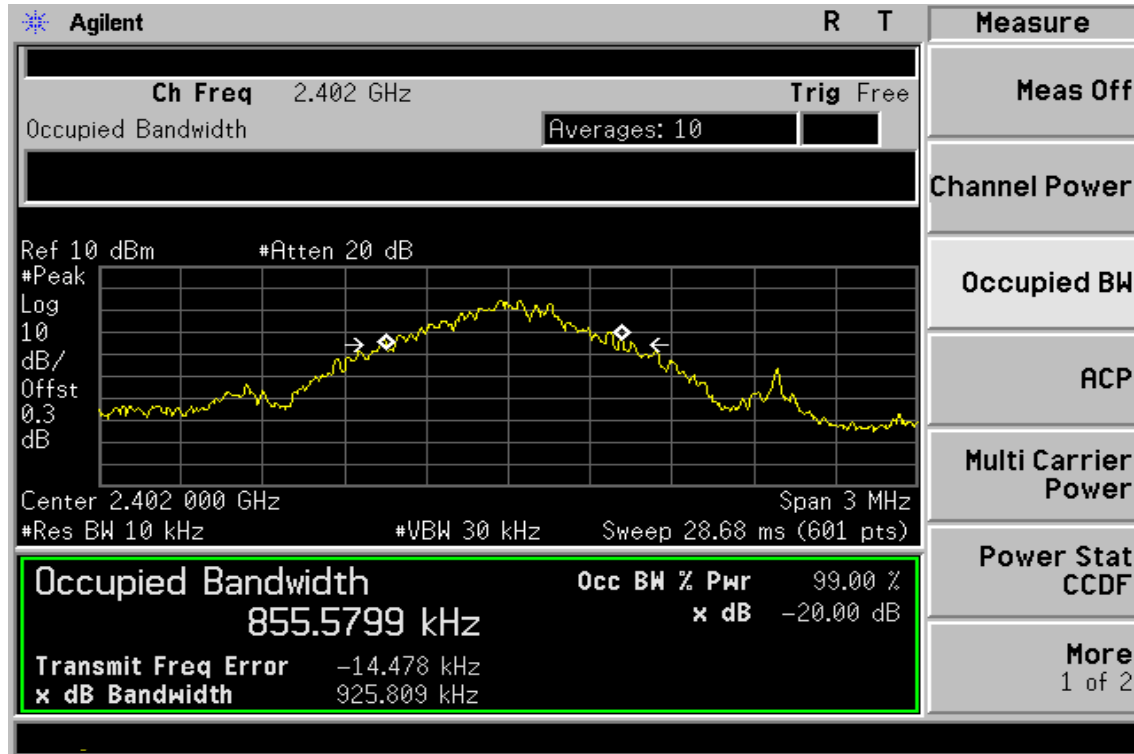 Agilent R T Measure
Ch Freq 2.402 GHz Trig Free
Occupied Bandwidth Averages: 10
Meas Off
Channel Power
Occupied BW
ACP
Multi Carrier
Power
Power Stat
CCDF
More
1 of 2
Ref 10 dBm #Atten 20 dB
#Peak
Log
10
dB/
Offst
0.3
dB
Center 2.402 000 GHz Span 3 MHz
#Res BW 10 kHz #VBW 30 kHz Sweep 28.68 ms (601 pts)
Occupied Bandwidth Occ BW % Pwr 99.00 %
855.5799 kHz x dB -20.00 dB
Transmit Freq Error -14.478 kHz
x dB Bandwidth 925.809 kHz